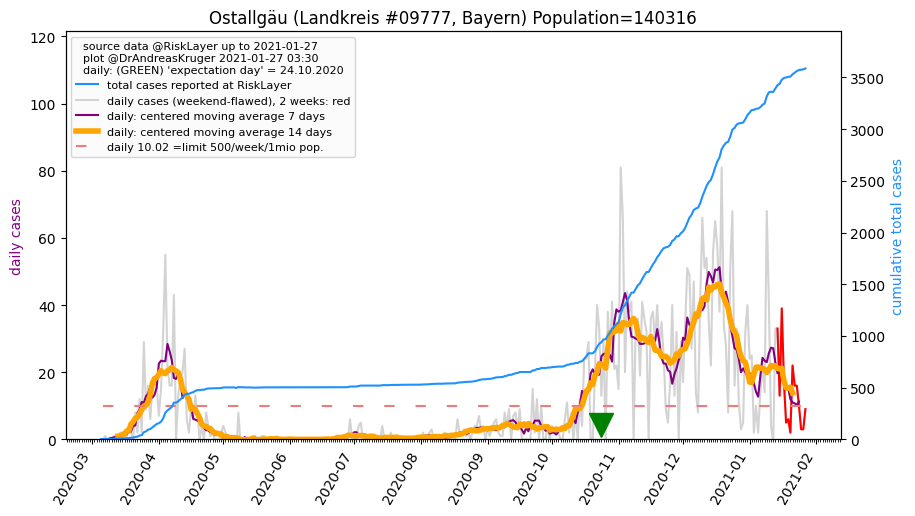 Ostallgäu (Landkreis #09777, Bayern) Population=140316
source data @RiskLayer up to 2021-01-27
plot @DrAndreasKruger 2021-01-27 03:30
daily: (GREEN) 'expectation day' = 24.10.2020
total cases reported at RiskLayer
daily cases (weekend-flawed), 2 weeks: red
daily: centered moving average 7 days
daily: centered moving average 14 days
daily 10.02 =limit 500/week/1mio pop.
daily cases
120
100
80
60
40
20
0
cumulative total cases
3500
3000
2500
2000
1500
1000
500
0
2020-03
2020-04
2020-05
2020-06
2020-07
2020-08
2020-09
2020-10
2020-11
2020-12
2021-01
2021-02